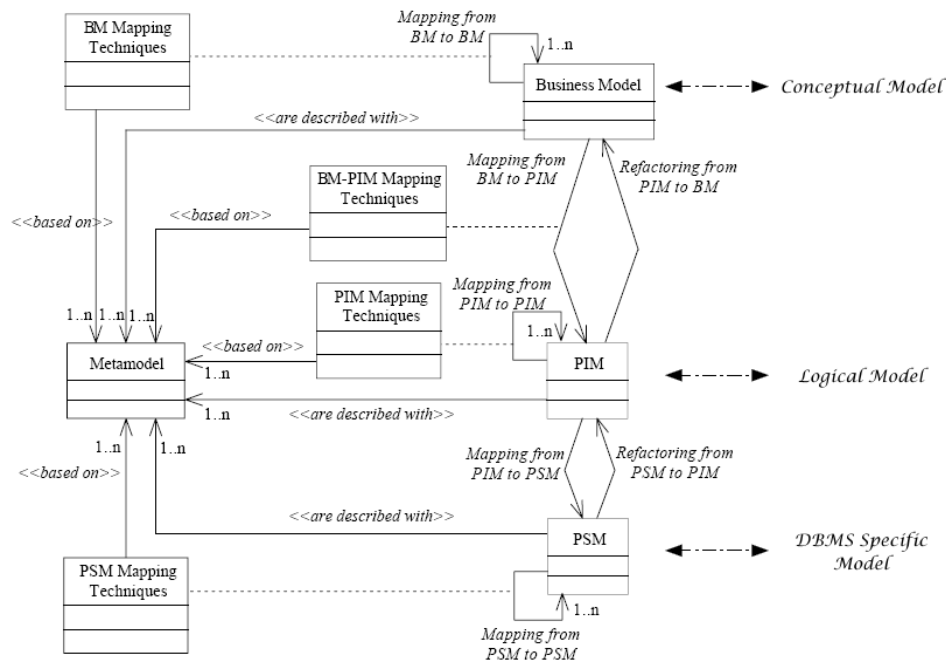 Mapping from
BM to BM
BM Mapping
Techniques
1..n
Business Model
Conceptual Model
<<are described with>>
Mapping from
BM to PIM
Refactoring from
PIM to BM
BM-PIM Mapping
Techniques
<<based on>>
<<based on>>
Mapping from
PIM to PIM
PIM Mapping
Techniques
1..n
1..n
1..n
1..n
<<based on>>
Metamodel
1..n
PIM
Logical Model
1..n
<<are described with>>
1..n
1..n
Mapping from
PIM to PSM
Refactoring from
PSM to PIM
<<based on>>
<<are described with>>
PSM
DBMS Specific
Model
PSM Mapping
Techniques
1..n
Mapping from
PSM to PSM